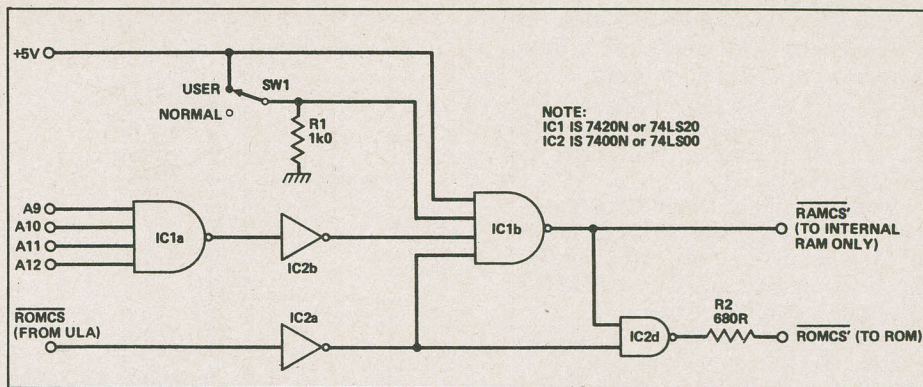 +5V
USER
SW1
NORMAL
R1
1k0
NOTE:
IC1 IS 7420N or 74LS20
IC2 IS 7400N or 74LS00
A9
A10
A11
A12
IC1a
IC2b
IC1b
RAMCS'
(TO INTERNAL
RAM ONLY)
ROMCS
(FROM ULA)
IC2a
IC2d
R2
680R
ROMCS' (TO ROM)